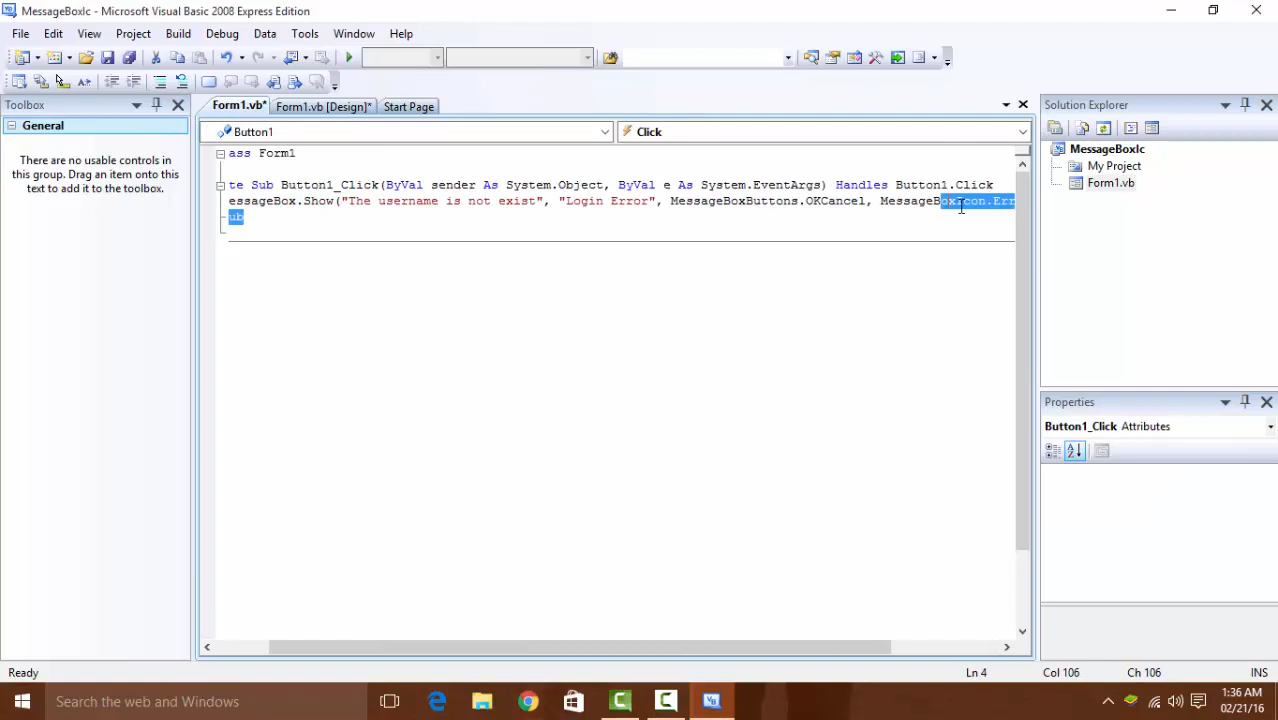 MessageBoxIc - Microsoft Visual Basic 2008 Express Edition
File Edit View Project Build Debug Data Tools Window Help
Toolbox
General
There are no usable controls in
this group. Drag an item onto this
text to add it to the toolbox.
Form1.vb* Form1.vb [Design]* Start Page
Button1 Click
ass Form1
te Sub Button1_Click(ByVal sender As System.Object, ByVal e As System.EventArgs) Handles Button1.Click
essageBox.Show("The username is not exist", "Login Error", MessageBoxButtons.OKCancel, MessageBoxIcon.Err
ub
Solution Explorer
MessageBoxIc
My Project
Form1.vb
Properties
Button1_Click Attributes
Ready Ln 4 Col 106 Ch 106 INS
Search the web and Windows
1:36 AM
02/21/16